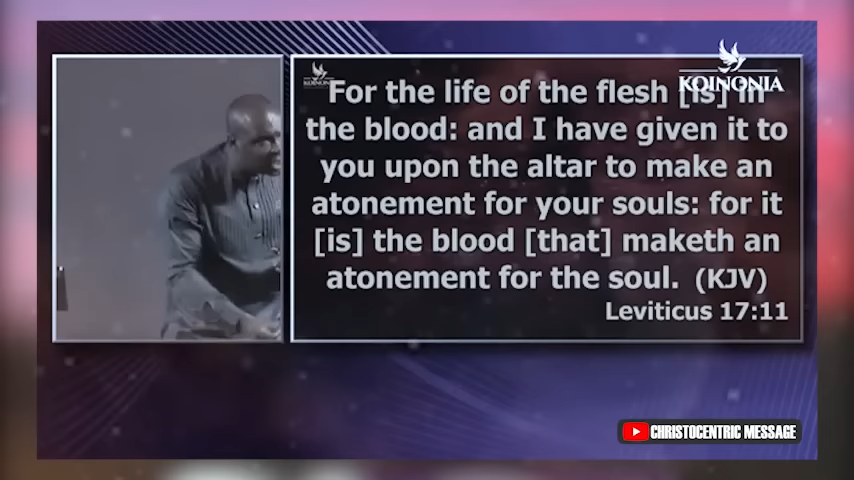 KOINONIA
KOINONIA
For the life of the flesh [is] in
the blood: and I have given it to
you upon the altar to make an
atonement for your souls: for it
[is] the blood [that] maketh an
atonement for the soul. (KJV)
Leviticus 17:11
CHRISTOCENTRIC MESSAGE